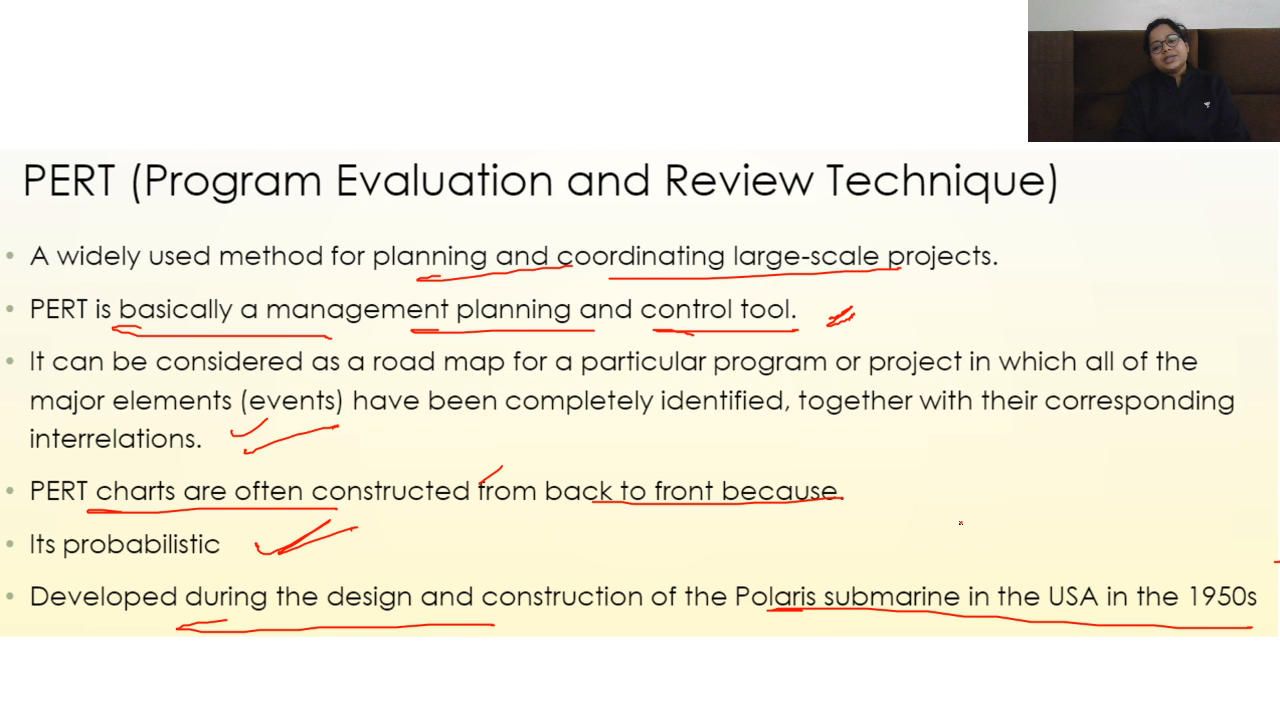 PERT (Program Evaluation and Review Technique)
• A widely used method for planning and coordinating large-scale projects.
• PERT is basically a management planning and control tool.
• It can be considered as a road map for a particular program or project in which all of the
major elements (events) have been completely identified, together with their corresponding
interrelations.
• PERT charts are often constructed from back to front because.
• Its probabilistic
• Developed during the design and construction of the Polaris submarine in the USA in the 1950s